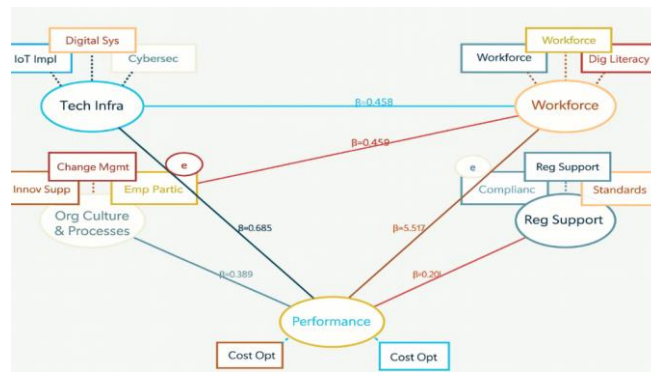 Digital Sys
Workforce
IoT Impl
Cybersec
Workforce
Dig Literacy
Tech Infra
β=0.458
Workforce
β=0.459
Change Mgmt
e
e
Reg Support
Innov Supp
Emp Partic
Complianc
Standards
Org Culture
& Processes
Reg Support
β=0.685
β=5.517
β=0.389
β=0.20
Performance
Cost Opt
Cost Opt